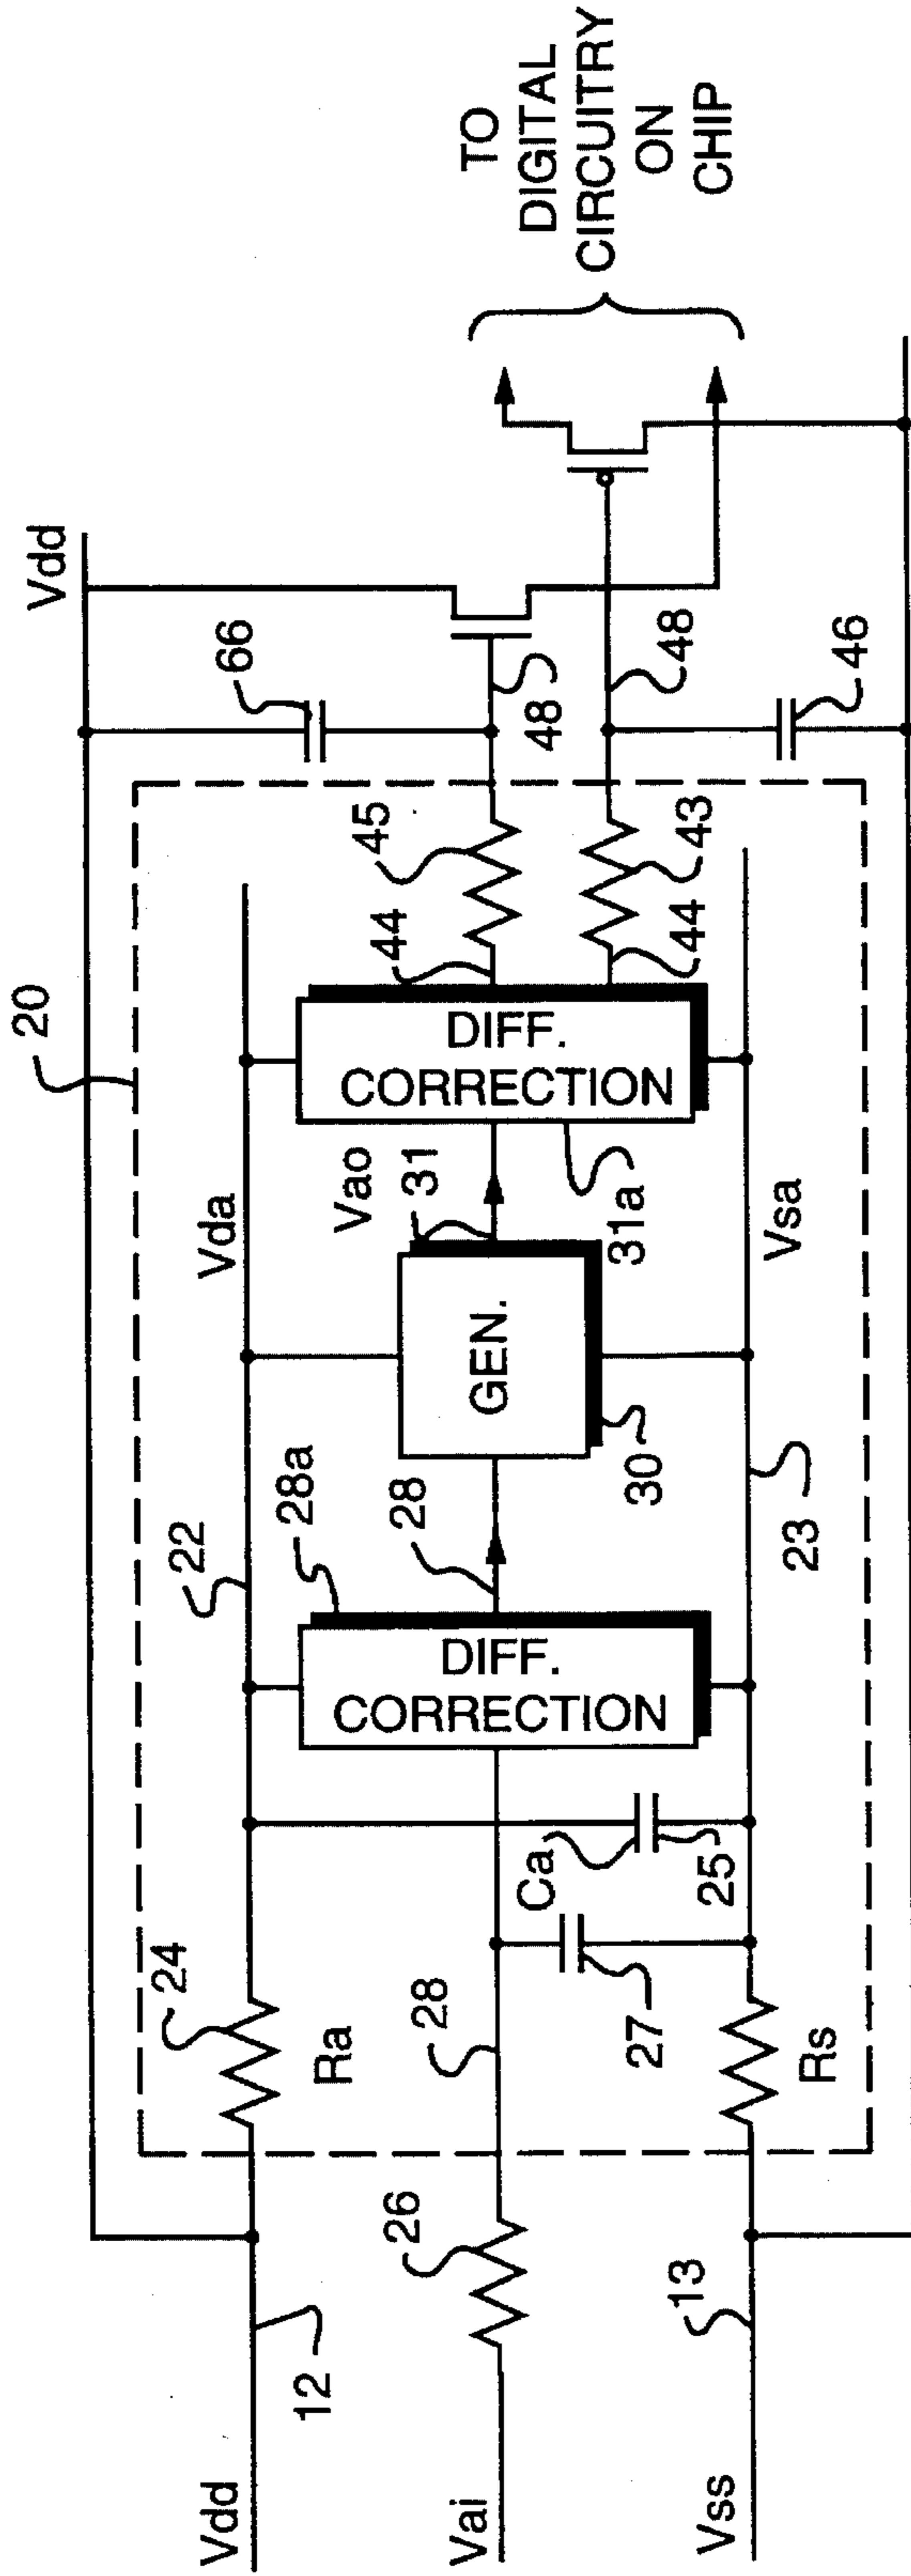 20
Vdd
66
TO
DIGITAL
CIRCUITRY
ON
CHIP
Vdd
12
24
Ra
22
Vda
28a
DIFF.
CORRECTION
28
GEN.
30
Vao
31
DIFF.
CORRECTION
31a
44
45
48
Vai
26
28
27
Ca
25
44
43
48
46
Vss
13
Rs
23
Vsa